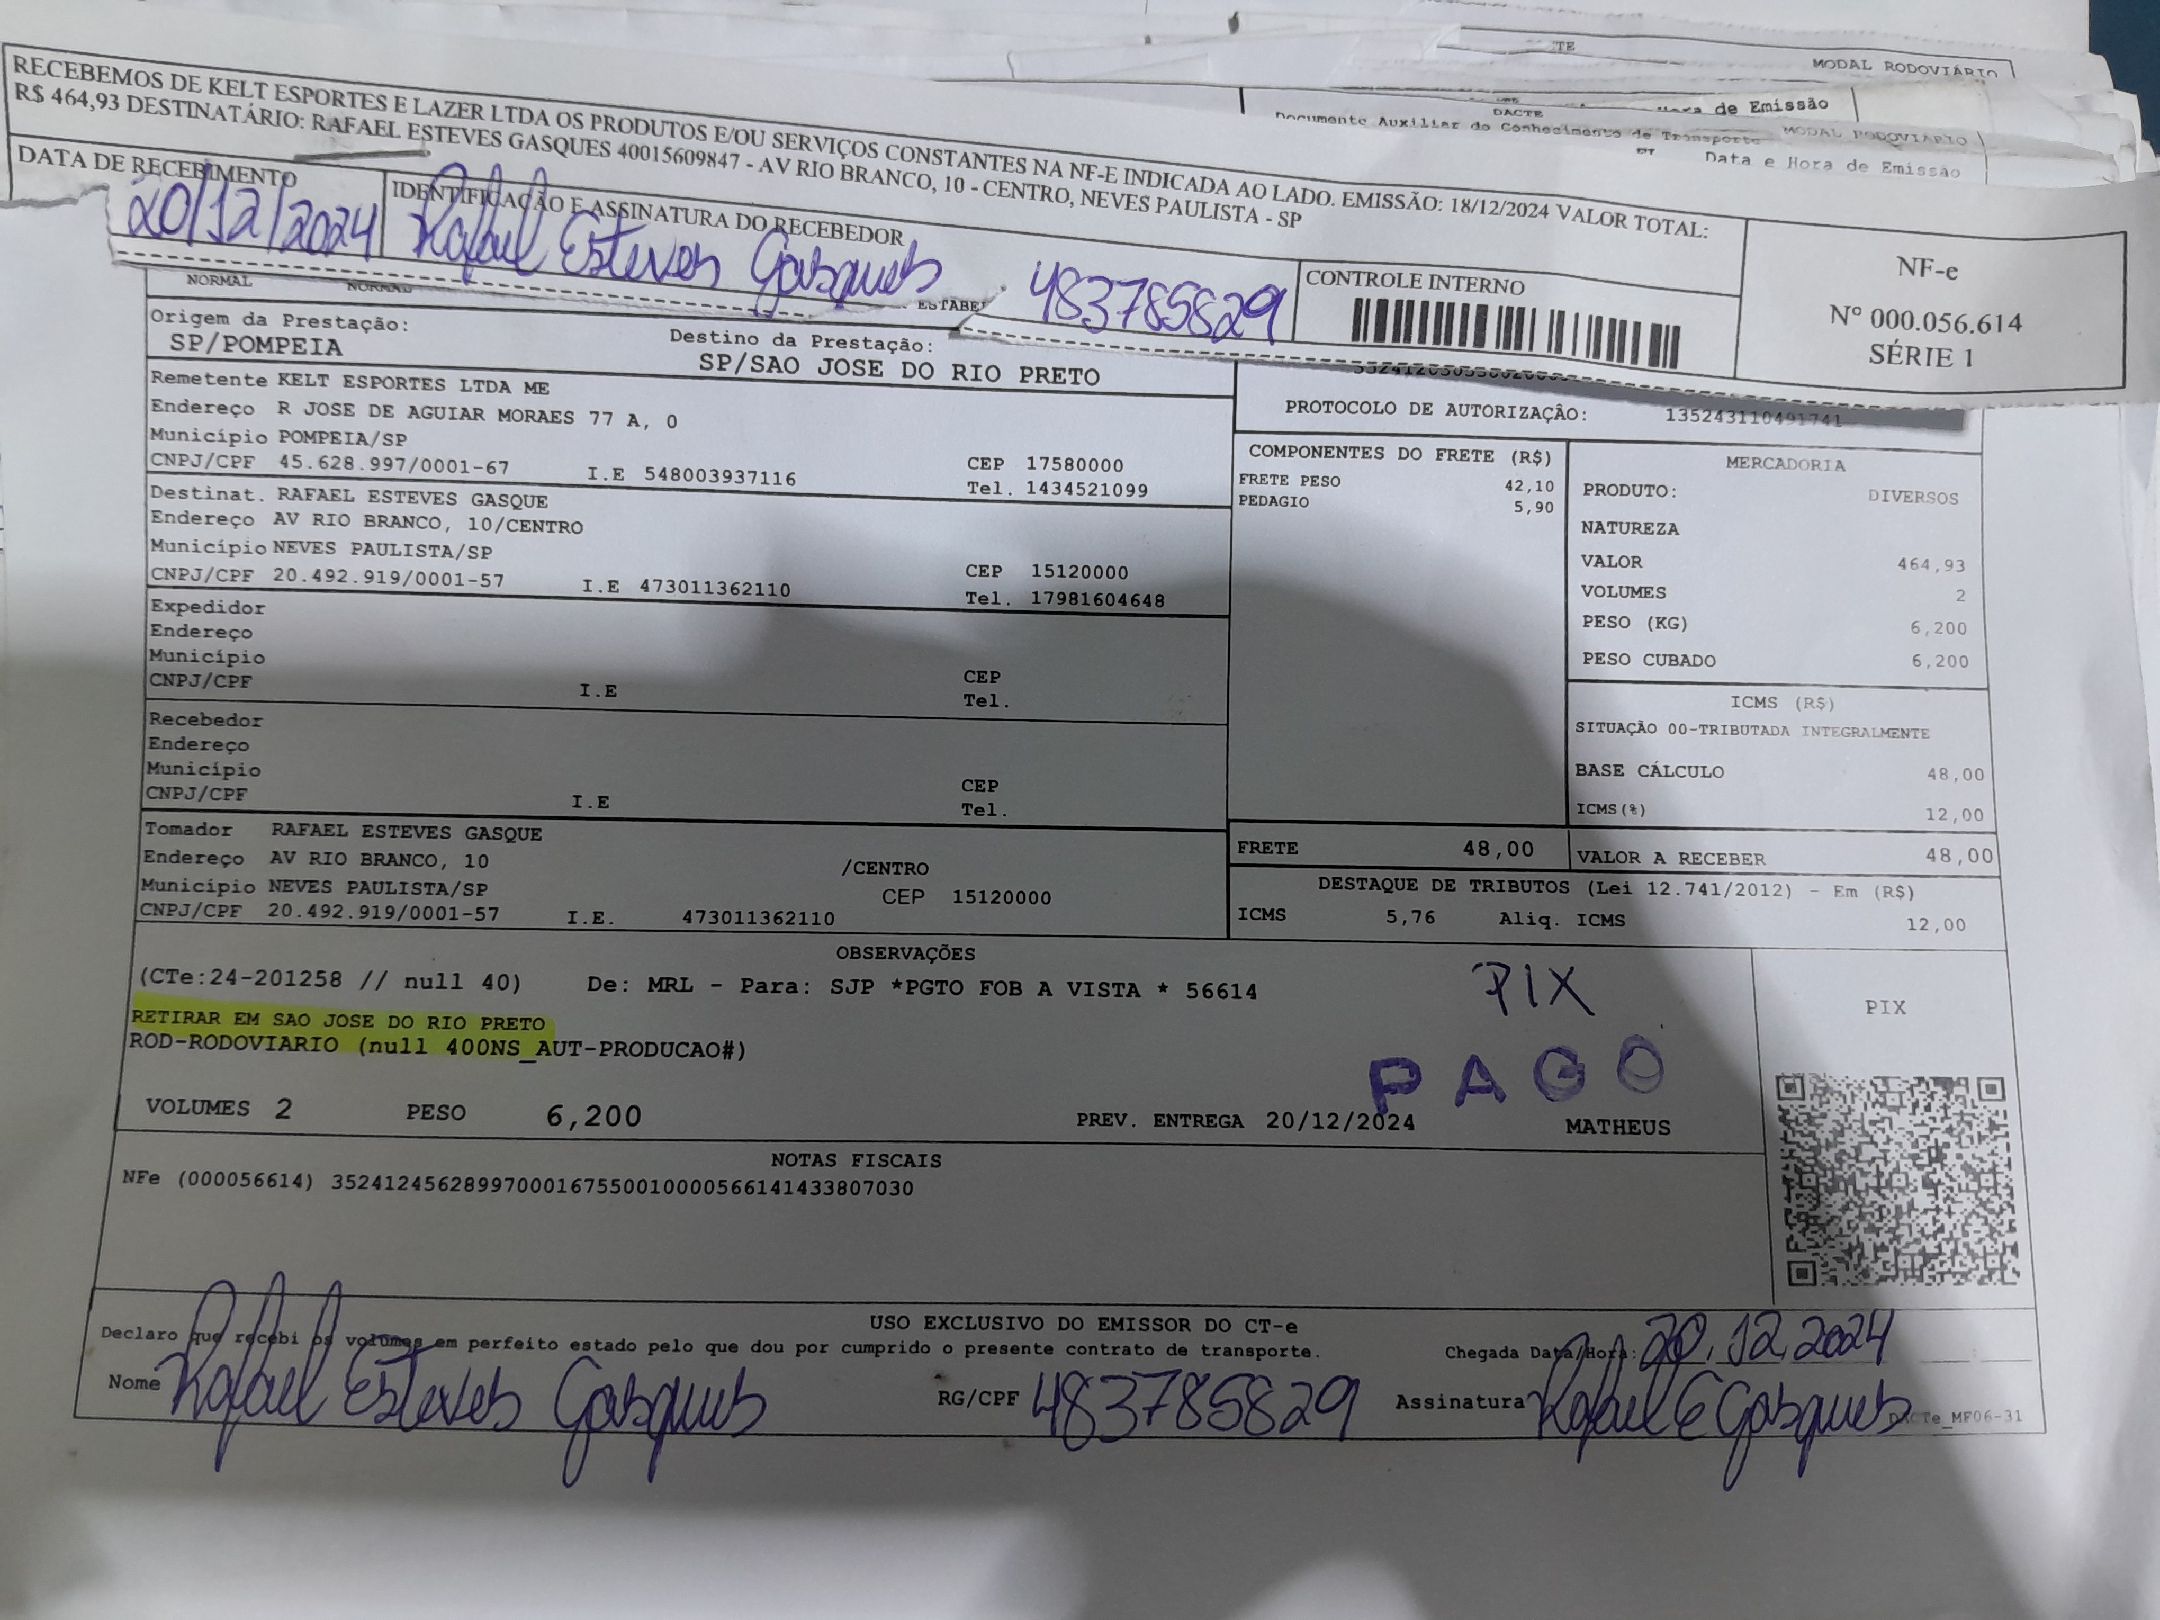 TE
MODAL RODOVIÁRIO
Hora de Emissão
DACTE
Documento Auxiliar do Conhecimento de Transporte
MODAL RODOVIARIO
Data e Hora de Emissão
RECEBEMOS DE KELT ESPORTES E LAZER LTDA OS PRODUTOS E/OU SERVIÇOS CONSTANTES NA NF-E INDICADA AO LADO. EMISSÃO: 18/12/2024 VALOR TOTAL:
R$ 464,93 DESTINATÁRIO: RAFAEL ESTEVES GASQUES 40015609847 - AV RIO BRANCO, 10 - CENTRO, NEVES PAULISTA - SP
DATA DE RECEBIMENTO
20/12/2024
IDENTIFICAÇÃO E ASSINATURA DO RECEBEDOR
Rafael Esteves Gasques 483785829
CONTROLE INTERNO
NF-e
Nº 000.056.614
SÉRIE 1
NORMAL NORMAL
Origem da Prestação:
SP/POMPEIA
Destino da Prestação:
SP/SAO JOSE DO RIO PRETO
PROTOCOLO DE AUTORIZAÇÃO: 135243110491741
Remetente KELT ESPORTES LTDA ME
Endereço R JOSE DE AGUIAR MORAES 77 A, 0
Município POMPEIA/SP
CEP 17580000
CNPJ/CPF 45.628.997/0001-67 I.E 548003937116 Tel. 1434521099
Destinat. RAFAEL ESTEVES GASQUE
Endereço AV RIO BRANCO, 10/CENTRO
Município NEVES PAULISTA/SP
CEP 15120000
CNPJ/CPF 20.492.919/0001-57 I.E 473011362110 Tel. 17981604648
Expedidor
Endereço
Município
CEP
CNPJ/CPF I.E Tel.
Recebedor
Endereço
Município
CEP
CNPJ/CPF I.E Tel.
Tomador RAFAEL ESTEVES GASQUE
Endereço AV RIO BRANCO, 10 /CENTRO
Município NEVES PAULISTA/SP CEP 15120000
CNPJ/CPF 20.492.919/0001-57 I.E. 473011362110
COMPONENTES DO FRETE (R$)
FRETE PESO 42,10
PEDAGIO 5,90
MERCADORIA
PRODUTO: DIVERSOS
NATUREZA
VALOR 464,93
VOLUMES 2
PESO (KG) 6,200
PESO CUBADO 6,200
ICMS (R$)
SITUAÇÃO 00-TRIBUTADA INTEGRALMENTE
BASE CÁLCULO 48,00
ICMS(%) 12,00
FRETE 48,00
VALOR A RECEBER 48,00
DESTAQUE DE TRIBUTOS (Lei 12.741/2012) - Em (R$)
ICMS 5,76 Aliq. ICMS 12,00
OBSERVAÇÕES
(CTe:24-201258 // null 40) De: MRL - Para: SJP *PGTO FOB A VISTA * 56614
PIX
RETIRAR EM SAO JOSE DO RIO PRETO
ROD-RODOVIARIO (null 400NS_AUT-PRODUCAO#)
PAGO
VOLUMES 2 PESO 6,200 PREV. ENTREGA 20/12/2024 MATHEUS
PIX
NOTAS FISCAIS
NFe (000056614) 35241245628997000167550010000566141433807030
USO EXCLUSIVO DO EMISSOR DO CT-e
Declaro que recebi os volumes em perfeito estado pelo que dou por cumprido o presente contrato de transporte.
Chegada Data/Hora: 20.12.2024
Nome Rafael Esteves Gasques RG/CPF 483785829 Assinatura Rafael E Gasques
DACTe_MF06-31